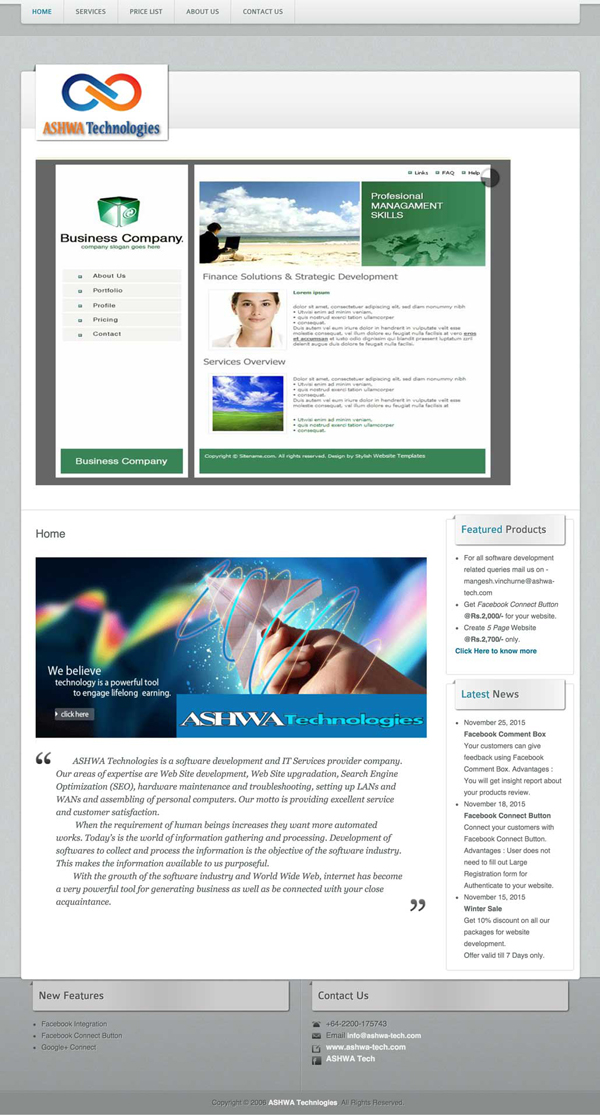 HOME SERVICES PRICE LIST ABOUT US CONTACT US
ASHWA Technologies
Links FAQ Help
Profesional
MANAGAMENT
SKILLS
Business Company.
company slogan goes here
About Us
Portfolio
Profile
Pricing
Contact
Finance Solutions & Strategic Development
Lorem ipsum
dolor sit amet, consectetuer adipiscing elit, sed diam nonummy nibh
• Utwisi enim ad minim veniam,
• quis nostrud exerci tation ullamcorper
• consequat.
Duis autem vel eum iriure dolor in hendrerit in vulputate velit esse
molestie consequat, vel illum dolore eu feugiat nulla facilisis at vero eros
et accumsan et iusto odio dignissim qui blandit praesent luptatum zzril
delenit augue duis dolore te feugait nulla facilisi.
Services Overview
Dolor sit amet, consectetuer adipiscing elit, sed diam nonummy nibh
• Utwisi enim ad minim veniam,
• quis nostrud exerci tation ullamcorper
• consequat.
Duis autem vel eum iriure dolor in hendrerit in vulputate velit esse
molestie consequat, vel illum dolore eu feugiat nulla facilisis at
• Utwisi enim ad minim veniam,
• quis nostrud exerci tation ullamcorper
• consequat.
Business Company
Copyright © Sitename.com. All rights reserved. Design by Stylish Website Templates
Home
We believe
technology is a powerful tool
to engage lifelong earning.
click here
ASHWA Technologies
“ ASHWA Technologies is a software development and IT Services provider company.
Our areas of expertise are Web Site development, Web Site upgradation, Search Engine
Optimization (SEO), hardware maintenance and troubleshooting, setting up LANs and
WANs and assembling of personal computers. Our motto is providing excellent service
and customer satisfaction.
When the requirement of human beings increases they want more automated
works. Today's is the world of information gathering and processing. Development of
softwares to collect and process the information is the objective of the software industry.
This makes the information available to us purposeful.
With the growth of the software industry and World Wide Web, internet has become
a very powerful tool for generating business as well as be connected with your close
acquaintance. ”
Featured Products
• For all software development
related queries mail us on -
mangesh.vinchurne@ashwa-
tech.com
• Get Facebook Connect Button
@Rs.2,000/- for your website.
• Create 5 Page Website
@Rs.2,700/- only.
Click Here to know more
Latest News
• November 25, 2015
Facebook Comment Box
Your customers can give
feedback using Facebook
Comment Box. Advantages :
You will get insight report about
your products review.
• November 18, 2015
Facebook Connect Button
Connect your customers with
Facebook Connect Button.
Advantages : User does not
need to fill out Large
Registration form for
Authenticate to your website.
• November 15, 2015
Winter Sale
Get 10% discount on all our
packages for website
development.
Offer valid till 7 Days only.
New Features
• Facebook Integration
• Facebook Connect Button
• Google+ Connect
Contact Us
+64-2200-175743
Email info@ashwa-tech.com
www.ashwa-tech.com
ASHWA Tech
Copyright © 2008 ASHWA Technlogies. All Rights Reserved.